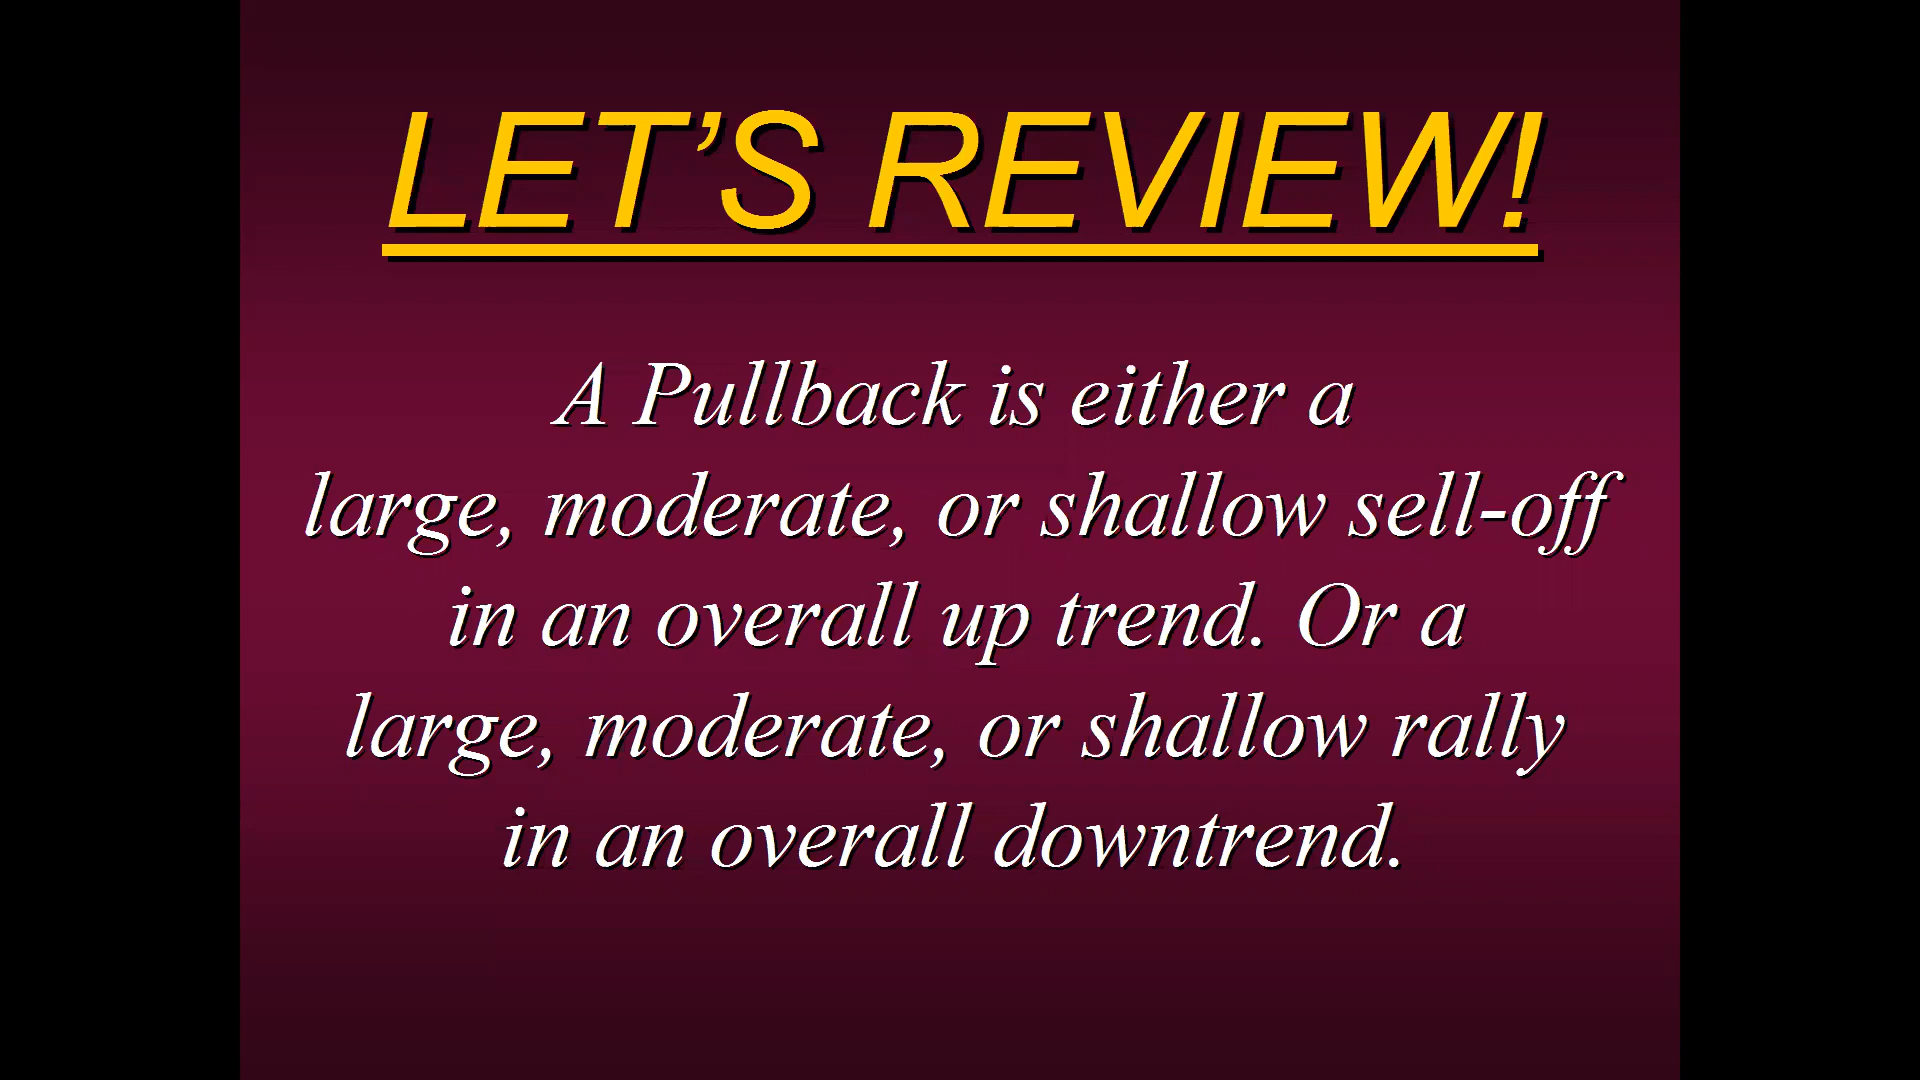 LET’S REVIEW!
A Pullback is either a
large, moderate, or shallow sell-off
in an overall up trend. Or a
large, moderate, or shallow rally
in an overall downtrend.